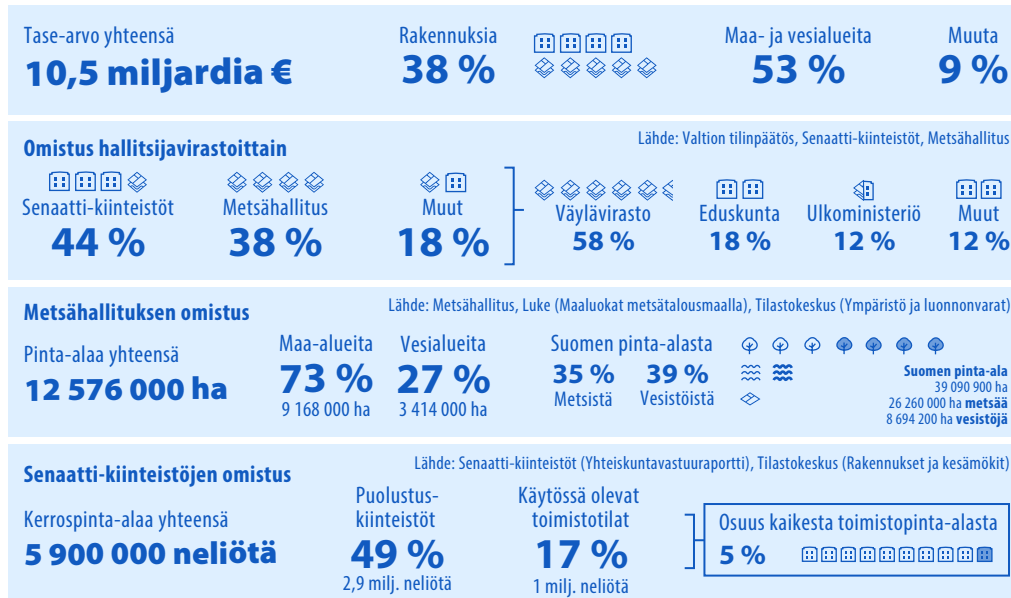 Tase-arvo yhteensä
10,5 miljardia €
Rakennuksia
38 %
Maa- ja vesialueita
53 %
Muuta
9 %
Lähde: Valtion tilinpäätös, Senaatti-kiinteistöt, Metsähallitus
Omistus hallitsijavirastoittain
Senaatti-kiinteistöt
44 %
Metsähallitus
38 %
Muut
18 %
Väylävirasto
58 %
Eduskunta
18 %
Ulkoministeriö
12 %
Muut
12 %
Lähde: Metsähallitus, Luke (Maaluokat metsätalousmaalla), Tilastokeskus (Ympäristö ja luonnonvarat)
Metsähallituksen omistus
Pinta-alaa yhteensä
12 576 000 ha
Maa-alueita
73 %
9 168 000 ha
Vesialueita
27 %
3 414 000 ha
Suomen pinta-alasta
35 %
Metsistä
39 %
Vesistöistä
Suomen pinta-ala
39 090 900 ha
26 260 000 ha metsää
8 694 200 ha vesistöjä
Lähde: Senaatti-kiinteistöt (Yhteiskuntavastuuraportti), Tilastokeskus (Rakennukset ja kesämökit)
Senaatti-kiinteistöjen omistus
Kerrospinta-alaa yhteensä
5 900 000 neliötä
Puolustus-
kiinteistöt
49 %
2,9 milj. neliötä
Käytössä olevat
toimistotilat
17 %
1 milj. neliötä
Osuus kaikesta toimistopinta-alasta
5 %